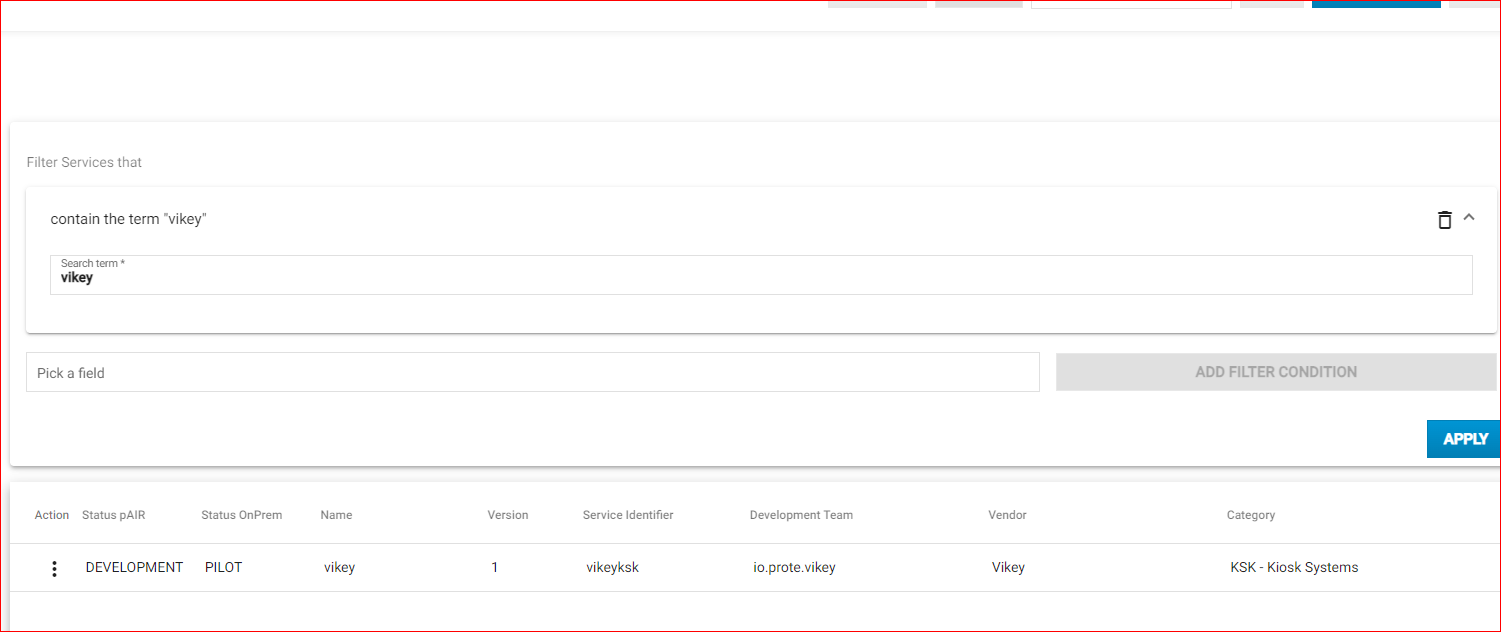 Filter Services that
contain the term "vikey"
Search term *
vikey
Pick a field
ADD FILTER CONDITION
APPLY
Action Status pAIR Status OnPrem Name Version Service Identifier Development Team Vendor Category
DEVELOPMENT PILOT vikey 1 vikeyksk io.prote.vikey Vikey KSK - Kiosk Systems